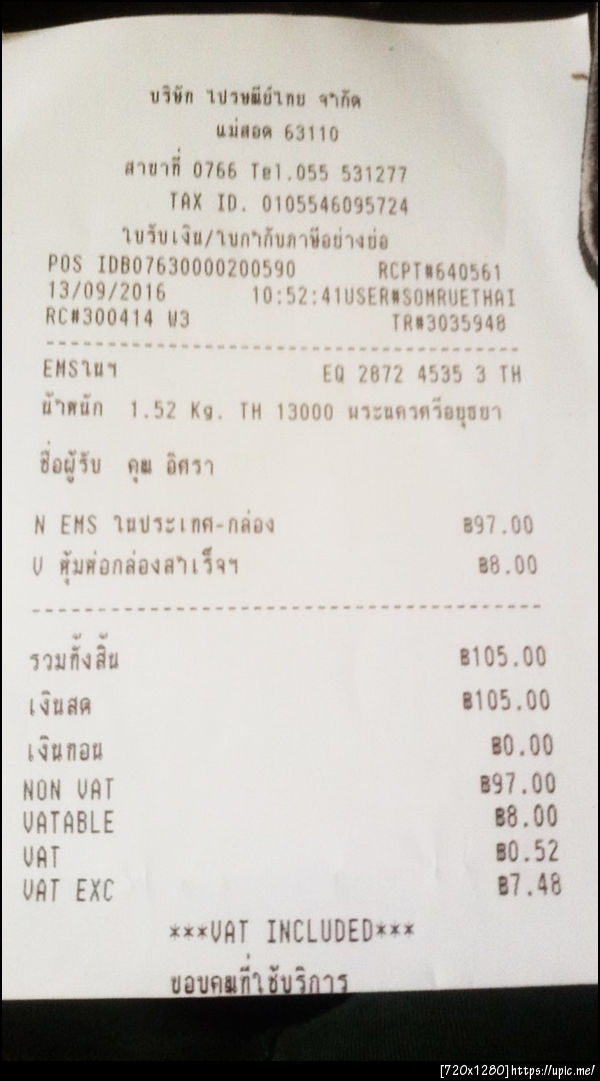 บริษัท ไปรษณีย์ไทย จำกัด
แม่สอด 63110
สาขาที่ 0766 Tel.055 531277
TAX ID. 0105546095724
ใบรับเงิน/ใบกำกับภาษีอย่างย่อ
POS IDB07630000200590 RCPT#640561
13/09/2016 10:52:41USER#SOMRUETHAI
RC#300414 W3 TR#3035948
EMSในฯ EQ 2872 4535 3 TH
น้ำหนัก 1.52 Kg. TH 13000 พระนครศรีอยุธยา
ชื่อผู้รับ คุณ อิศรา
N EMS ในประเทศ-กล่อง ฿97.00
V หุ้มห่อกล่องสำเร็จฯ ฿8.00
รวมทั้งสิ้น ฿105.00
เงินสด ฿105.00
เงินทอน ฿0.00
NON VAT ฿97.00
VATABLE ฿8.00
VAT ฿0.52
VAT EXC ฿7.48
***VAT INCLUDED***
ขอบคุณที่ใช้บริการ
[720x1280]https://upic.me/